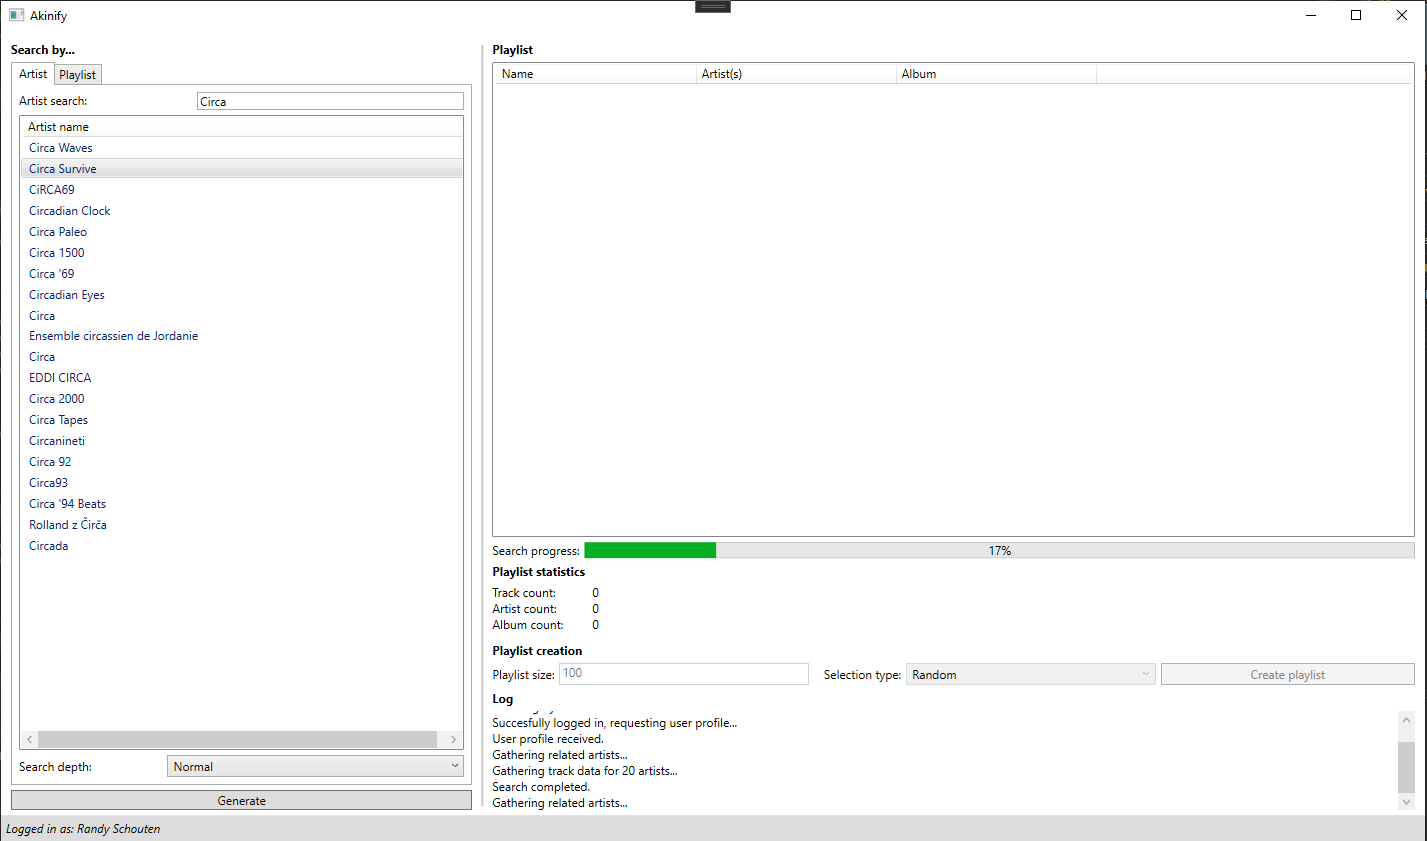 Akinify
Search by...
Artist Playlist
Artist search: Circa
Artist name
Circa Waves
Circa Survive
CiRCA69
Circadian Clock
Circa Paleo
Circa 1500
Circa '69
Circadian Eyes
Circa
Ensemble circassien de Jordanie
Circa
EDDI CIRCA
Circa 2000
Circa Tapes
Circanineti
Circa 92
Circa93
Circa '94 Beats
Rolland z Čirča
Circada
Search depth: Normal
Generate
Playlist
Name Artist(s) Album
Search progress: 17%
Playlist statistics
Track count: 0
Artist count: 0
Album count: 0
Playlist creation
Playlist size: 100 Selection type: Random Create playlist
Log
Succesfully logged in, requesting user profile...
User profile received.
Gathering related artists...
Gathering track data for 20 artists...
Search completed.
Gathering related artists...
Logged in as: Randy Schouten